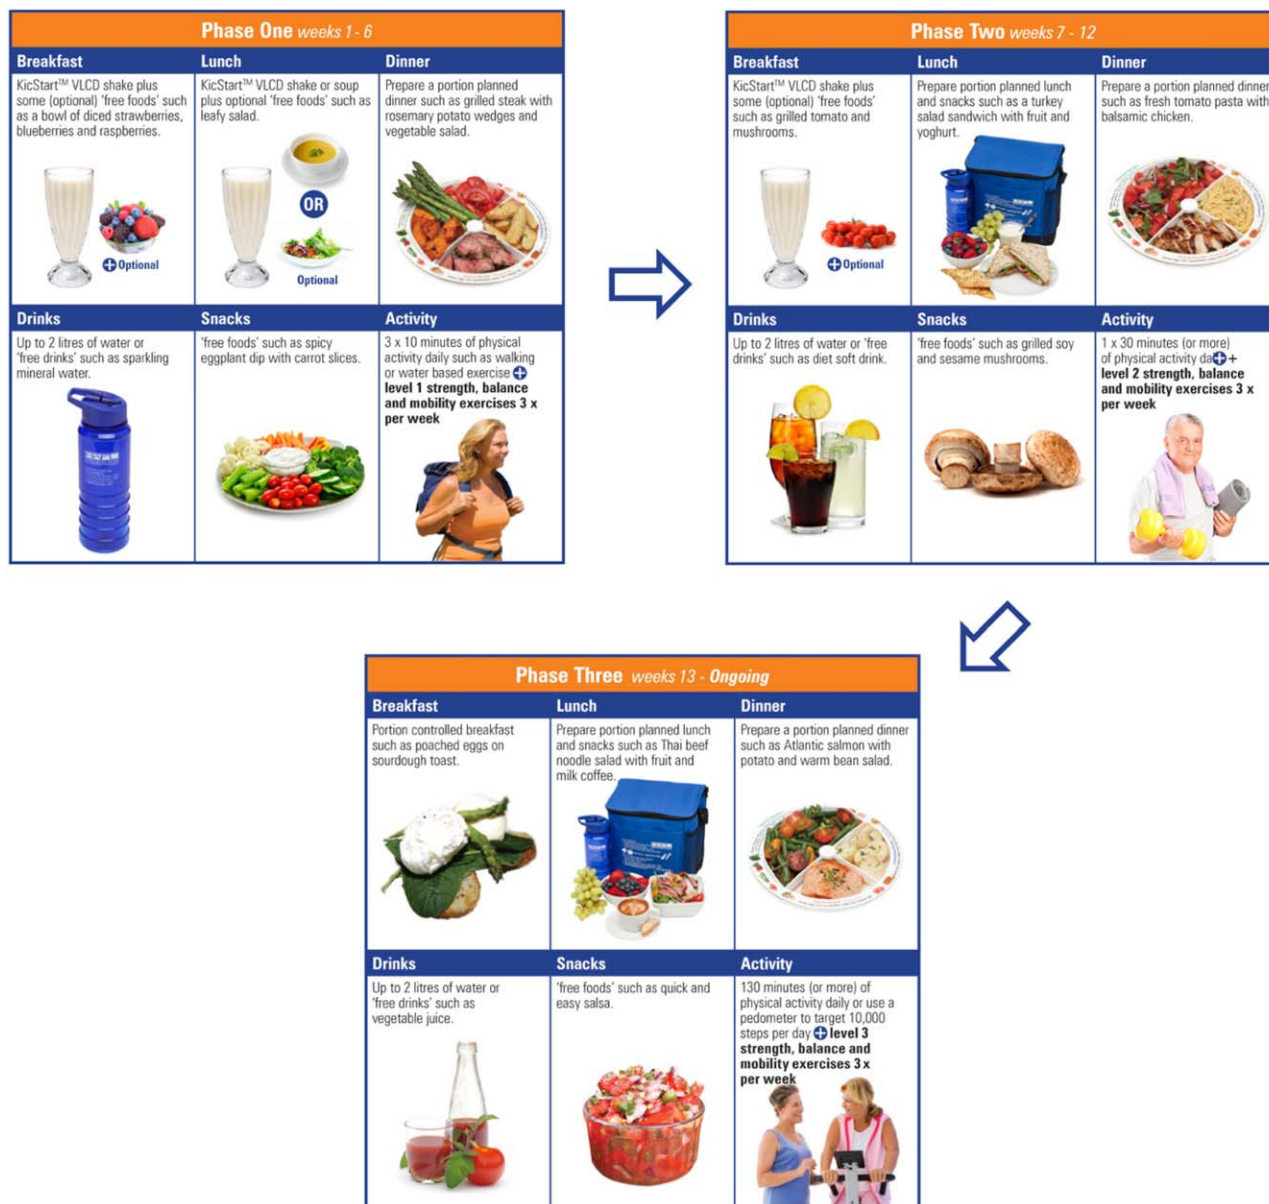 Phase One weeks 1 - 6
Breakfast
KicStart™ VLCD shake plus
some (optional) 'free foods' such
as a bowl of diced strawberries,
blueberries and raspberries.
+ Optional
Lunch
KicStart™ VLCD shake or soup
plus optional 'free foods' such as
leafy salad.
OR
Optional
Dinner
Prepare a portion planned
dinner such as grilled steak with
rosemary potato wedges and
vegetable salad.
Drinks
Up to 2 litres of water or
'free drinks' such as sparkling
mineral water.
Snacks
'free foods' such as spicy
eggplant dip with carrot slices.
Activity
3 x 10 minutes of physical
activity daily such as walking
or water based exercise +
level 1 strength, balance
and mobility exercises 3 x
per week
Phase Two weeks 7 - 12
Breakfast
KicStart™ VLCD shake plus
some (optional) 'free foods'
such as grilled tomato and
mushrooms.
+ Optional
Lunch
Prepare portion planned lunch
and snacks such as a turkey
salad sandwich with fruit and
yoghurt.
Dinner
Prepare a portion planned dinner
such as fresh tomato pasta with
balsamic chicken.
Drinks
Up to 2 litres of water or 'free
drinks' such as diet soft drink.
Snacks
'free foods' such as grilled soy
and sesame mushrooms.
Activity
1 x 30 minutes (or more)
of physical activity da + +
level 2 strength, balance
and mobility exercises 3 x
per week
Phase Three weeks 13 - Ongoing
Breakfast
Portion controlled breakfast
such as poached eggs on
sourdough toast.
Lunch
Prepare portion planned lunch
and snacks such as Thai beef
noodle salad with fruit and
milk coffee.
Dinner
Prepare a portion planned dinner
such as Atlantic salmon with
potato and warm bean salad.
Drinks
Up to 2 litres of water or
'free drinks' such as
vegetable juice.
Snacks
'free foods' such as quick and
easy salsa.
Activity
130 minutes (or more) of
physical activity daily or use a
pedometer to target 10,000
steps per day + level 3
strength, balance and
mobility exercises 3 x
per week